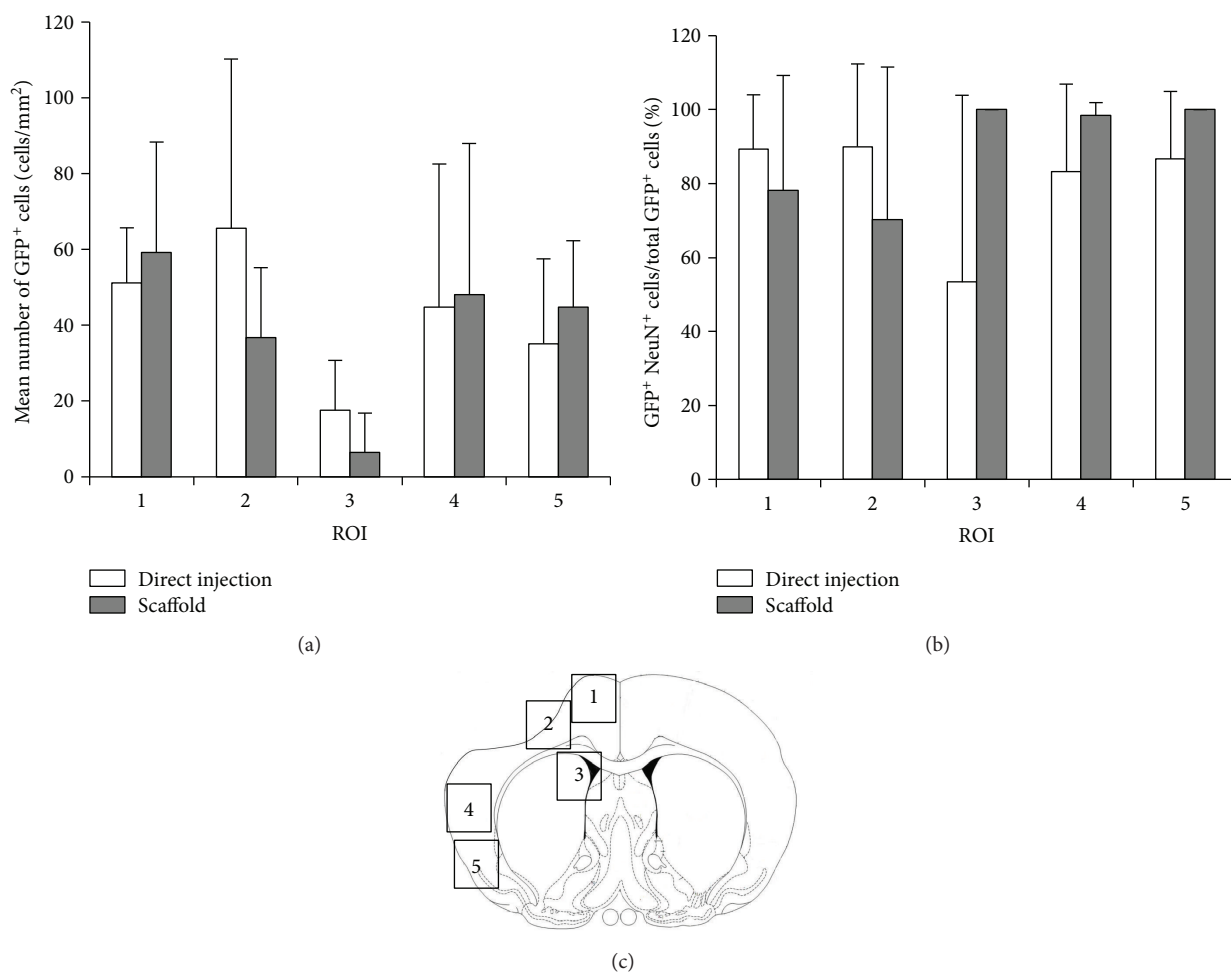 120
100
80
60
40
20
0
Mean number of GFP⁺ cells (cells/mm²)
1 2 3 4 5
ROI
Direct injection
Scaffold
(a)
120
100
80
60
40
20
0
GFP⁺ NeuN⁺ cells/total GFP⁺ cells (%)
1 2 3 4 5
ROI
Direct injection
Scaffold
(b)
1
2
3
4
5
(c)